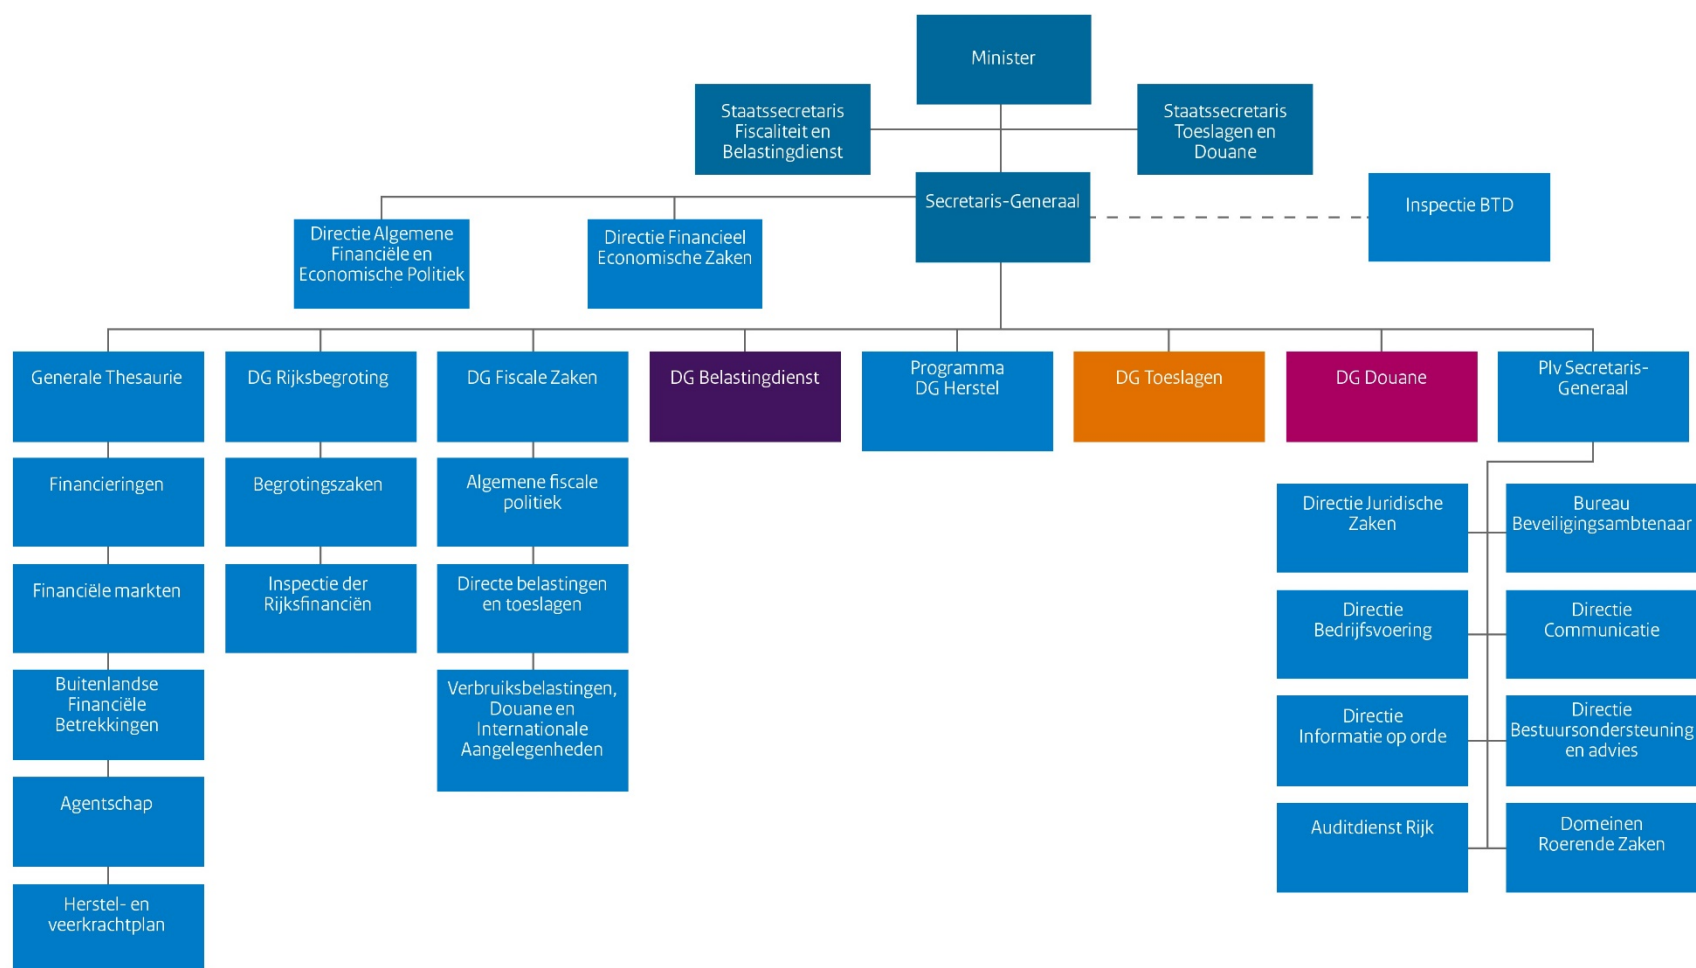 Minister
Staatssecretaris
Fiscaliteit en
Belastingdienst
Staatssecretaris
Toeslagen en
Douane
Secretaris-Generaal
Inspectie BTD
Directie Algemene
Financiële en
Economische Politiek
Directie Financieel
Economische Zaken
Generale Thesaurie
DG Rijksbegroting
DG Fiscale Zaken
DG Belastingdienst
Programma
DG Herstel
DG Toeslagen
DG Douane
Plv Secretaris-
Generaal
Financieringen
Begrotingszaken
Algemene fiscale
politiek
Directie Juridische
Zaken
Bureau
Beveiligingsambtenaar
Financiële markten
Inspectie der
Rijksfinanciën
Directe belastingen
en toeslagen
Directie
Bedrijfsvoering
Directie
Communicatie
Buitenlandse
Financiële
Betrekkingen
Verbruiksbelastingen,
Douane en
Internationale
Aangelegenheden
Directie
Informatie op orde
Directie
Bestuursondersteuning
en advies
Agentschap
Auditdienst Rijk
Domeinen
Roerende Zaken
Herstel- en
veerkrachtplan